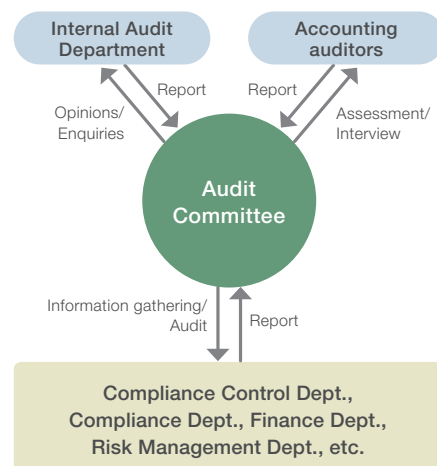 Internal Audit
Department
Accounting
auditors
Report
Report
Opinions/
Enquiries
Assessment/
Interview
Audit
Committee
Information gathering/
Audit
Report
Compliance Control Dept.,
Compliance Dept., Finance Dept.,
Risk Management Dept., etc.